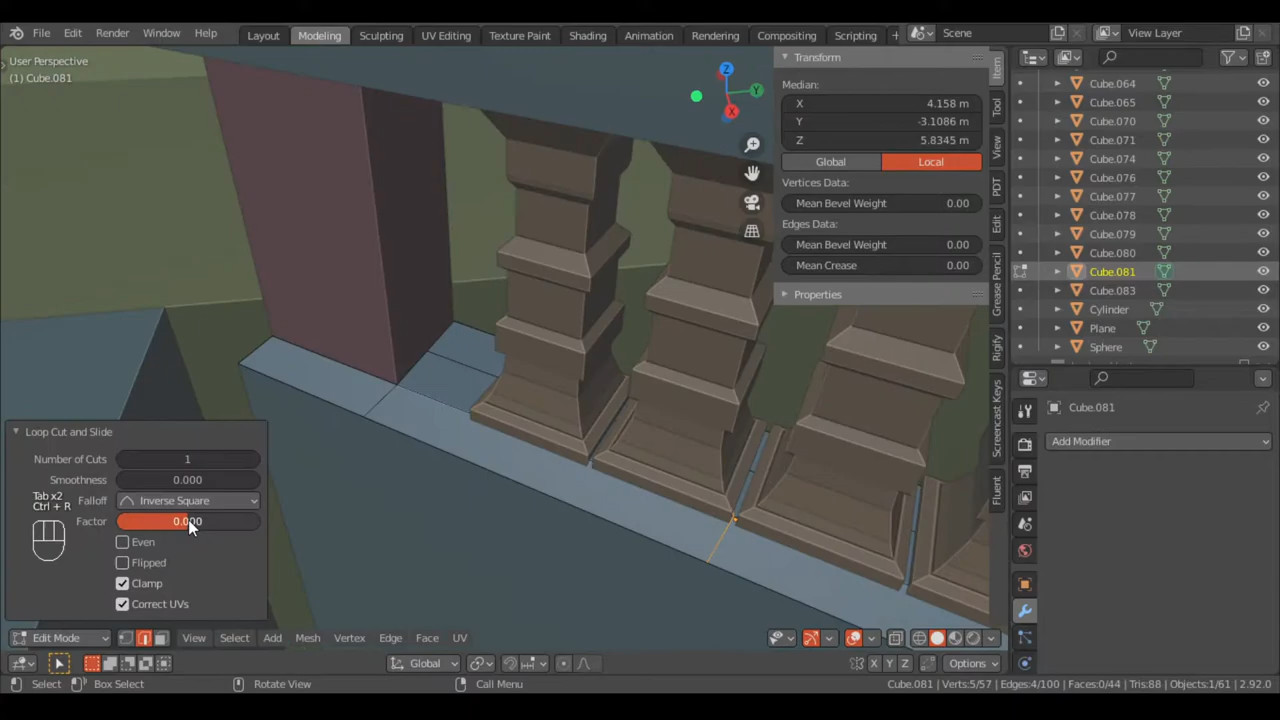 File Edit Render Window Help
Layout Modeling Sculpting UV Editing Texture Paint Shading Animation Rendering Compositing Scripting + Scene View Layer
User Perspective
(1) Cube.081
Z
Y
X
Transform
Median:
X 4.158 m
Y -3.1086 m
Z 5.8345 m
Global Local
Vertices Data:
Mean Bevel Weight 0.00
Edges Data:
Mean Bevel Weight 0.00
Mean Crease 0.00
Properties
Item
Tool
View
PDT
Edit
Grease Pencil
Rigify
Screencast Keys
Fluent
Cube.064
Cube.065
Cube.070
Cube.071
Cube.074
Cube.076
Cube.077
Cube.078
Cube.079
Cube.080
Cube.081
Cube.083
Cylinder
Plane
Sphere
Cube.081
Add Modifier
Loop Cut and Slide
Number of Cuts 1
Smoothness 0.000
Tab x2
Ctrl + R
Falloff Inverse Square
Factor 0.000
Even
Flipped
Clamp
Correct UVs
Edit Mode View Select Add Mesh Vertex Edge Face UV
Global X Y Z Options
Select Box Select Rotate View Call Menu Cube.081 | Verts:5/57 | Edges:4/100 | Faces:0/44 | Tris:88 | Objects:1/61 | 2.92.0